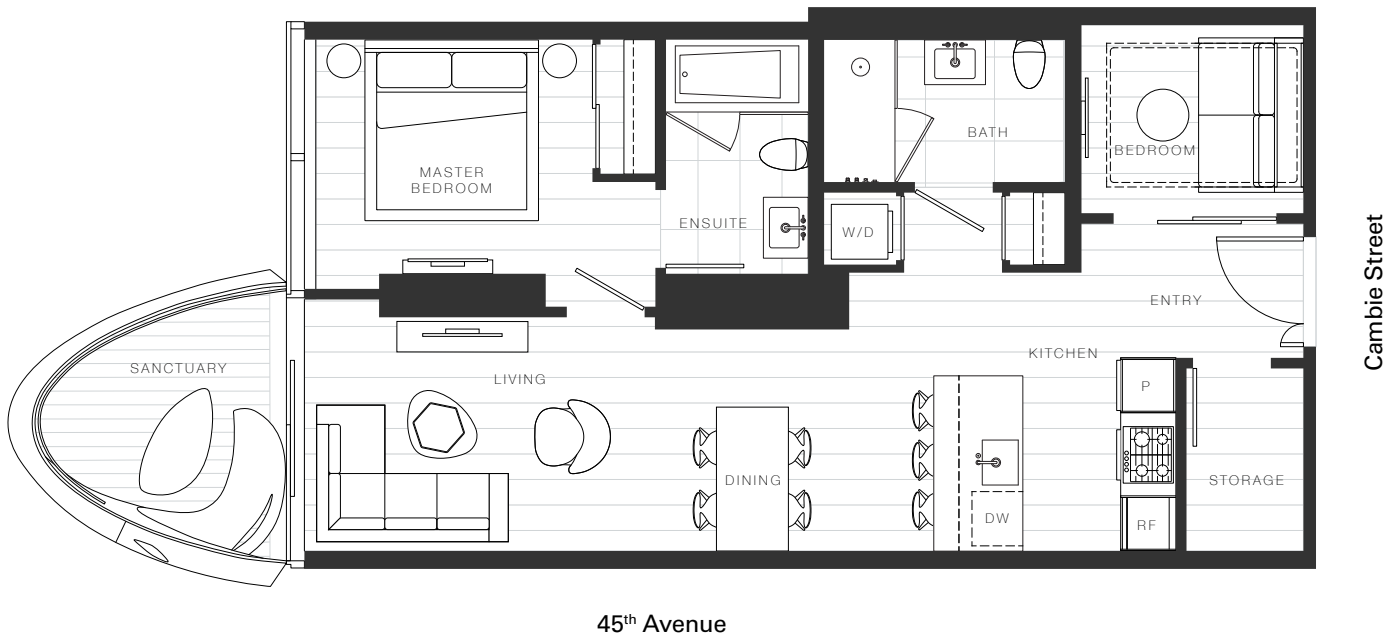 MASTER
BEDROOM
ENSUITE
BATH
W/D
BEDROOM
ENTRY
Cambie Street
SANCTUARY
LIVING
KITCHEN
P
DINING
DW
RF
STORAGE
45th Avenue